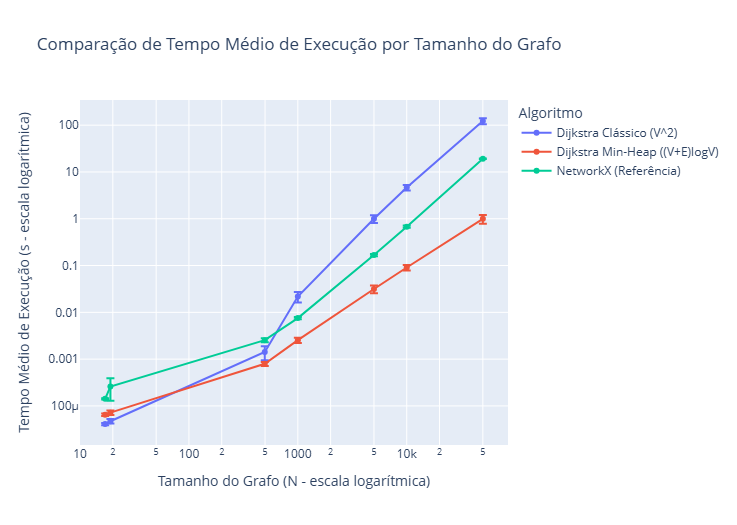 Comparação de Tempo Médio de Execução por Tamanho do Grafo
Algoritmo
Dijkstra Clássico (V^2)
Dijkstra Min-Heap ((V+E)logV)
NetworkX (Referência)
Tempo Médio de Execução (s - escala logarítmica)
100
10
1
0.1
0.01
0.001
100μ
10 2 5 100 2 5 1000 2 5 10k 2 5
Tamanho do Grafo (N - escala logarítmica)